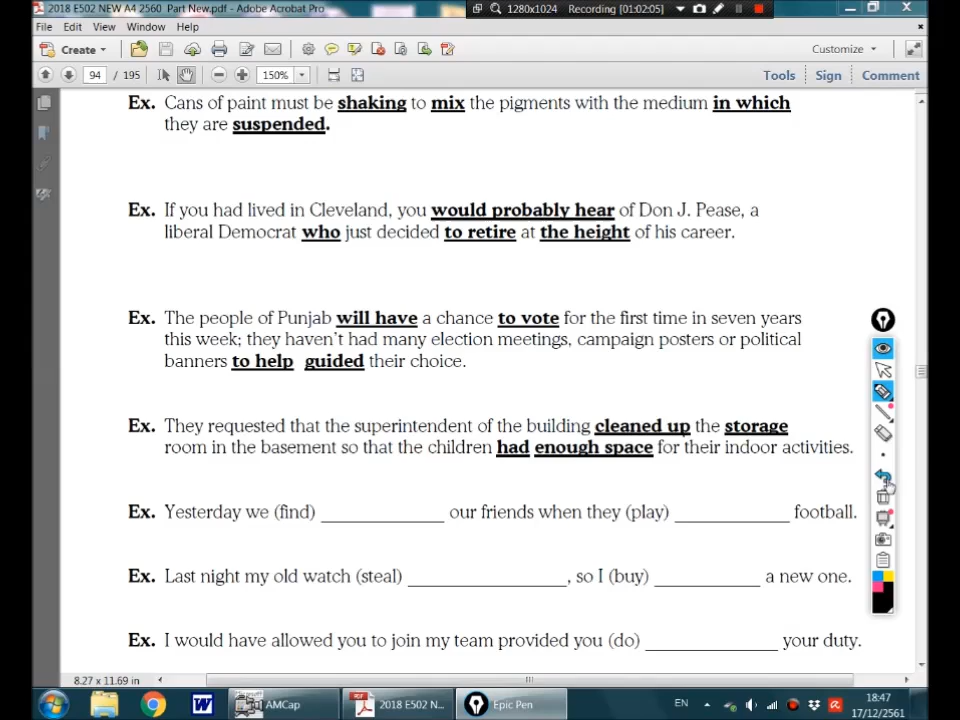 2018 E502 NEW A4 2560 Part New.pdf - Adobe Acrobat Pro
1280x1024 Recording [01:02:05]
File Edit View Window Help
Create Customize
94 / 195 150% Tools Sign Comment
Ex. Cans of paint must be shaking to mix the pigments with the medium in which
they are suspended.
Ex. If you had lived in Cleveland, you would probably hear of Don J. Pease, a
liberal Democrat who just decided to retire at the height of his career.
Ex. The people of Punjab will have a chance to vote for the first time in seven years
this week; they haven't had many election meetings, campaign posters or political
banners to help guided their choice.
Ex. They requested that the superintendent of the building cleaned up the storage
room in the basement so that the children had enough space for their indoor activities.
Ex. Yesterday we (find) ____________ our friends when they (play) ____________ football.
Ex. Last night my old watch (steal) ________________, so I (buy) ___________ a new one.
Ex. I would have allowed you to join my team provided you (do) _____________ your duty.
8.27 x 11.69 in
AMCap 2018 E502 N... Epic Pen EN 18:47
17/12/2561